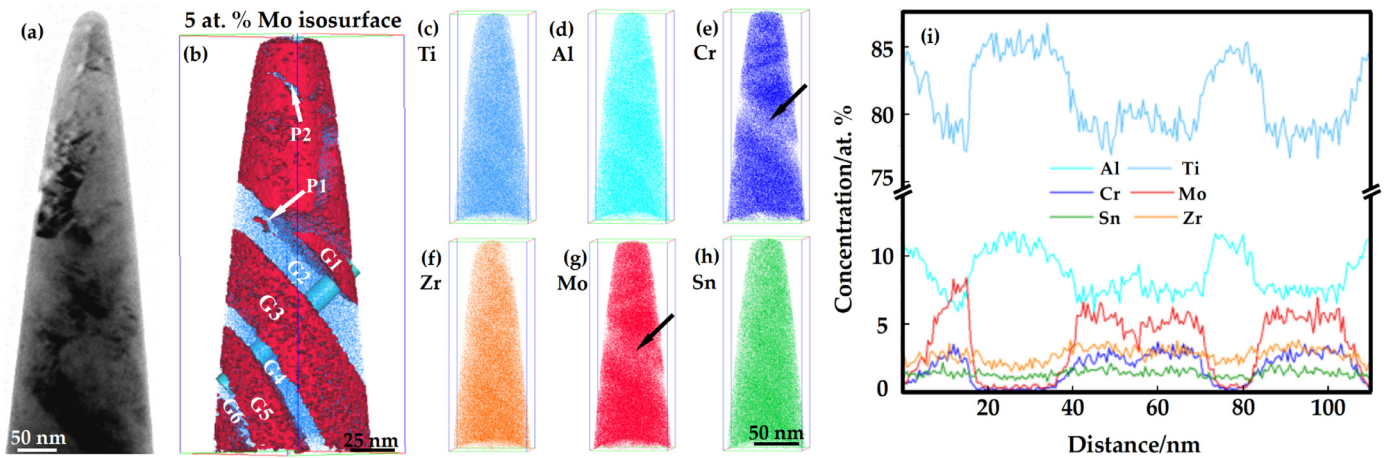 (a)
50 nm
5 at. % Mo isosurface
(b)
P2
P1
G1
G2
G3
G4
G5
G6
25 nm
(c)
Ti
(d)
Al
(e)
Cr
(f)
Zr
(g)
Mo
(h)
Sn
50 nm
(i)
Concentration/at. %
85
80
75
10
5
0
Al Ti
Cr Mo
Sn Zr
20 40 60 80 100
Distance/nm